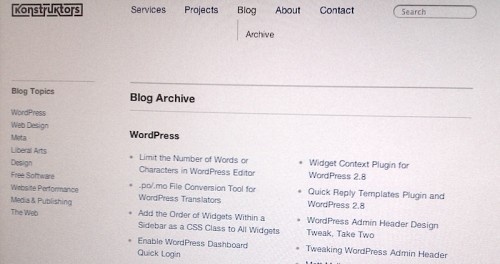 Konstruktors
Services Projects Blog About Contact
Search
Archive
Blog Topics
WordPress
Web Design
Meta
Liberal Arts
Design
Free Software
Website Performance
Media & Publishing
The Web
Blog Archive
WordPress
Limit the Number of Words or
Characters in WordPress Editor
.po/.mo File Conversion Tool for
WordPress Translators
Add the Order of Widgets Within a
Sidebar as a CSS Class to All Widgets
Enable WordPress Dashboard
Quick Login
Widget Context Plugin for
WordPress 2.8
Quick Reply Templates Plugin and
WordPress 2.8
WordPress Admin Header Design
Tweak, Take Two
Tweaking WordPress Admin Header